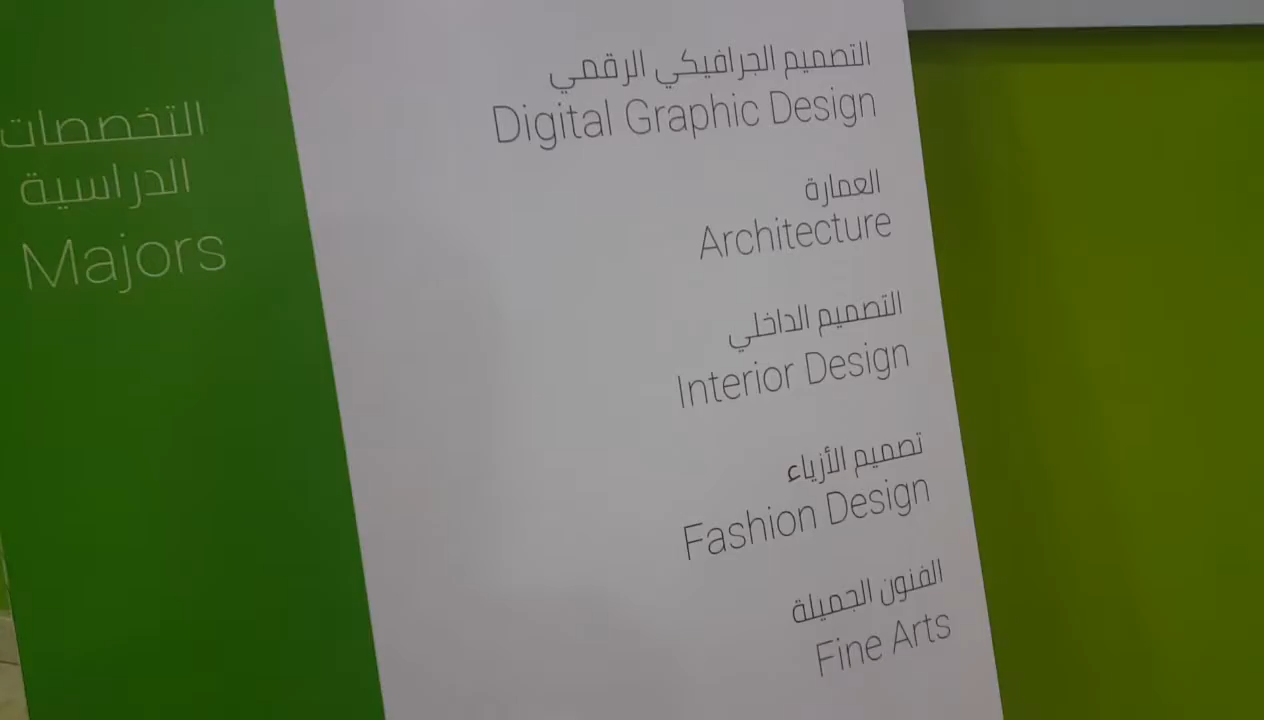 التخصصات
الدراسية
Majors
التصميم الجرافيكي الرقمي
Digital Graphic Design
العمارة
Architecture
التصميم الداخلي
Interior Design
تصميم الأزياء
Fashion Design
الفنون الجميلة
Fine Arts